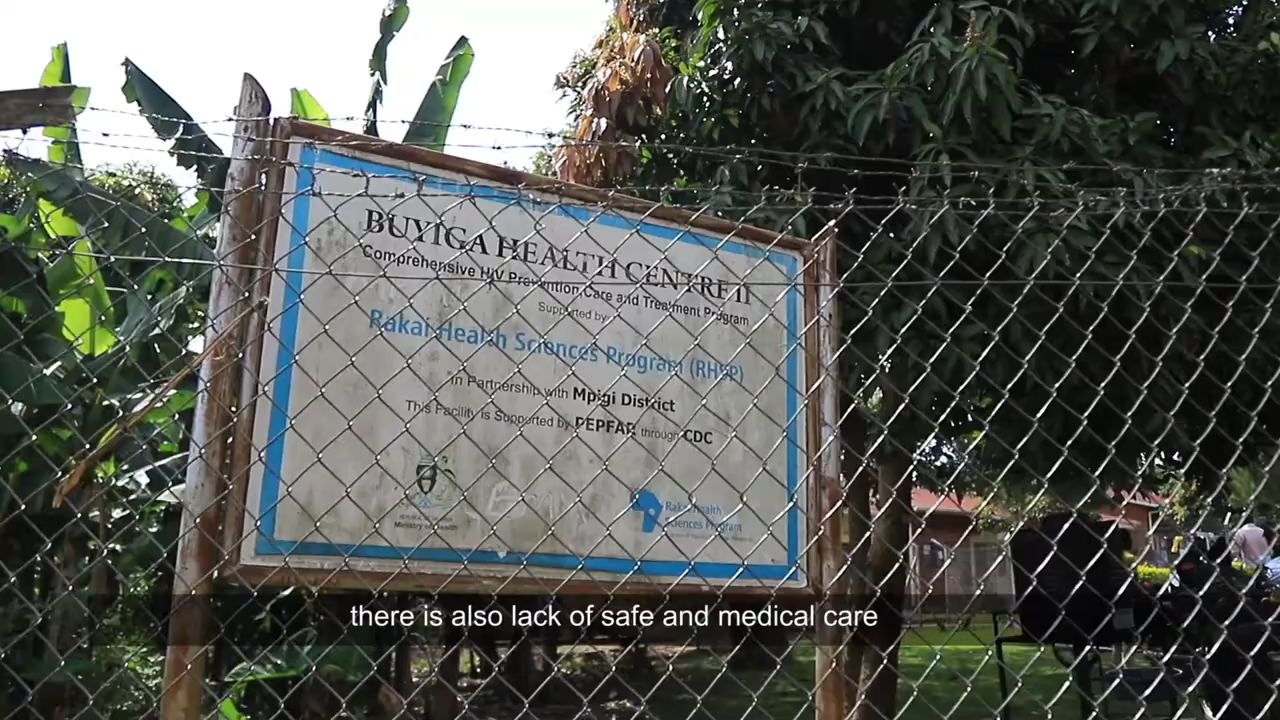 BUYIGA HEALTH CENTRE II
Comprehensive HIV Prevention, Care and Treatment Program
Supported by:
Rakai Health Sciences Program (RHSP)
In Partnership with Mpigi District
This Facility is Supported by PEPFAR through CDC
Ministry of Health
Rakai Health
Sciences Program
there is also lack of safe and medical care